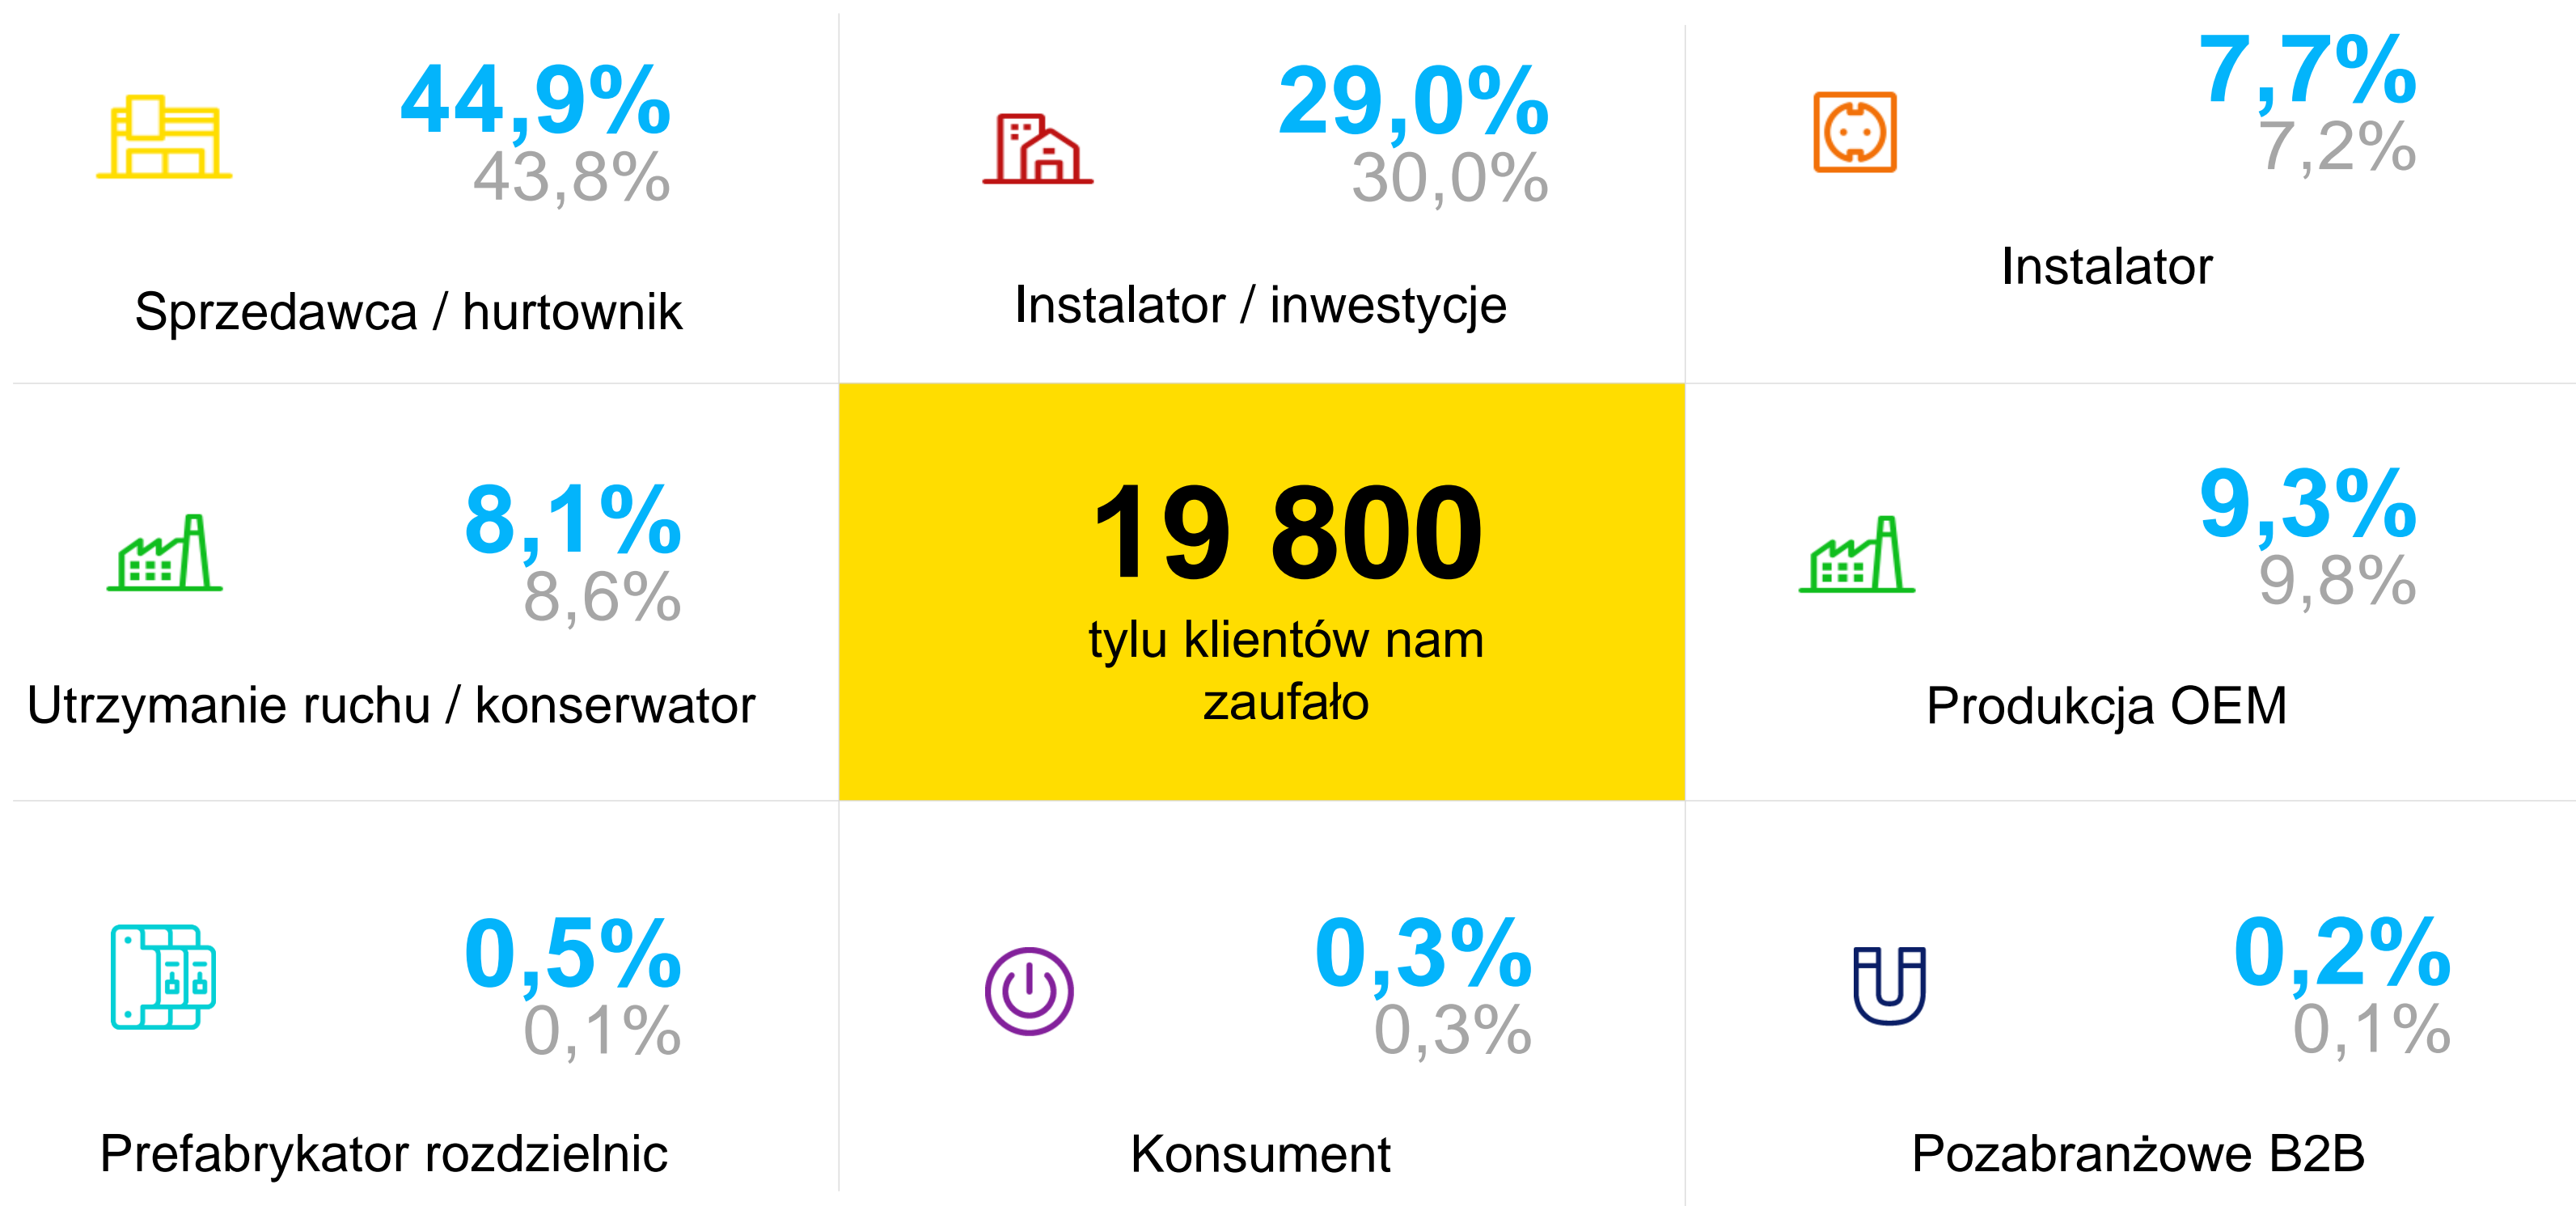 44,9%
43,8%
Sprzedawca / hurtownik
29,0%
30,0%
Instalator / inwestycje
7,7%
7,2%
Instalator
8,1%
8,6%
Utrzymanie ruchu / konserwator
19 800
tylu klientów nam
zaufało
9,3%
9,8%
Produkcja OEM
0,5%
0,1%
Prefabrykator rozdzielnic
0,3%
0,3%
Konsument
0,2%
0,1%
Pozabranżowe B2B